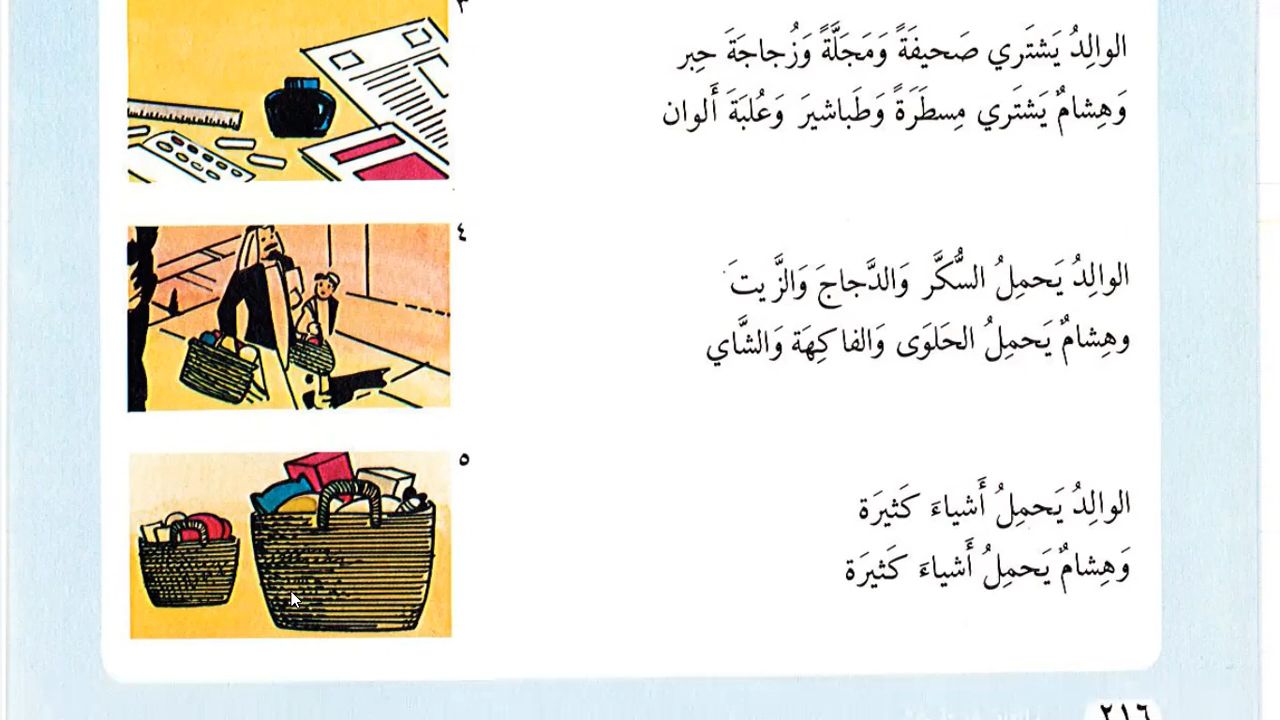 ٣
الوالِدُ يَشتَري صَحيفَةً وَمَجَلَّةً وَزُجاجَةَ حِبر
وَهِشامٌ يَشتَري مِسطَرَةً وَطَباشيرَ وَعُلبَةَ أَلوان
٤
الوالِدُ يَحمِلُ السُّكَّر وَالدَّجاجَ وَالزَّيتَ
وهِشامٌ يَحمِلُ الحَلوَى وَالفاكِهَة وَالشَّاي
٥
الوالِدُ يَحمِلُ أَشياءَ كَثيرَة
وَهِشامٌ يَحمِلُ أَشياءَ كَثيرَة
٢١٦